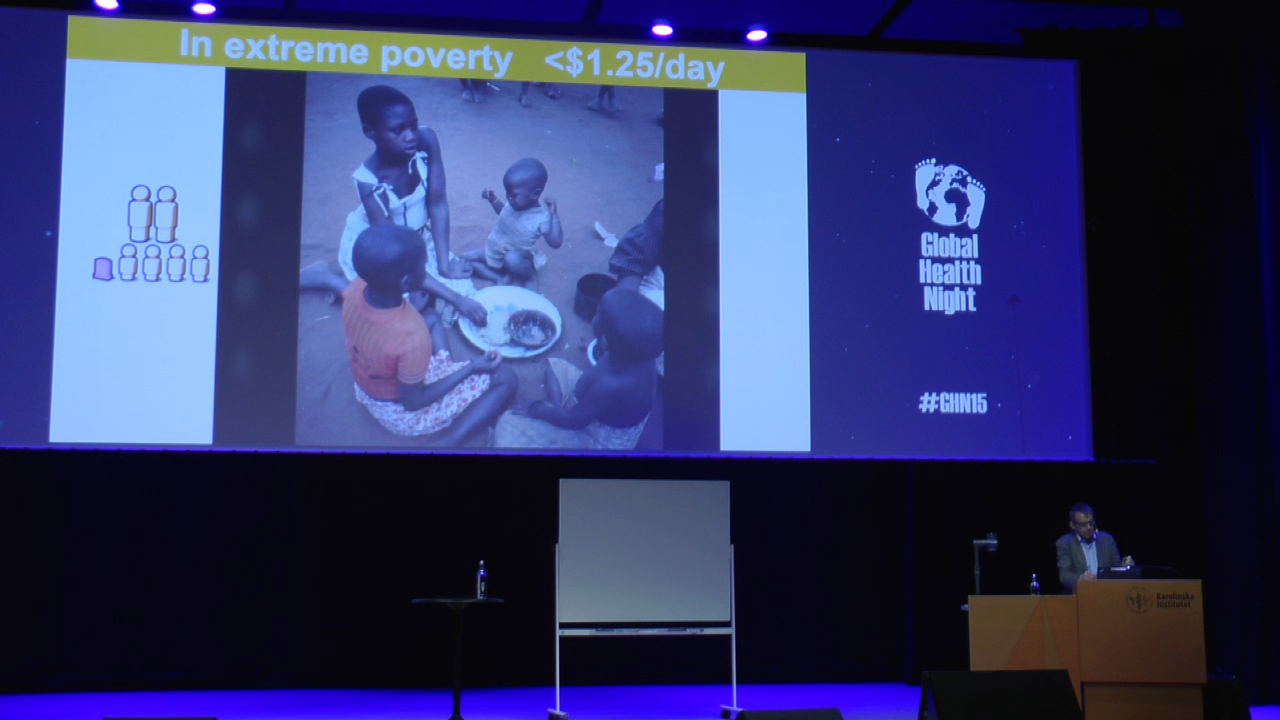 In extreme poverty <$1.25/day
Global
Health
Night
#GHN15
Karolinska
Institutet